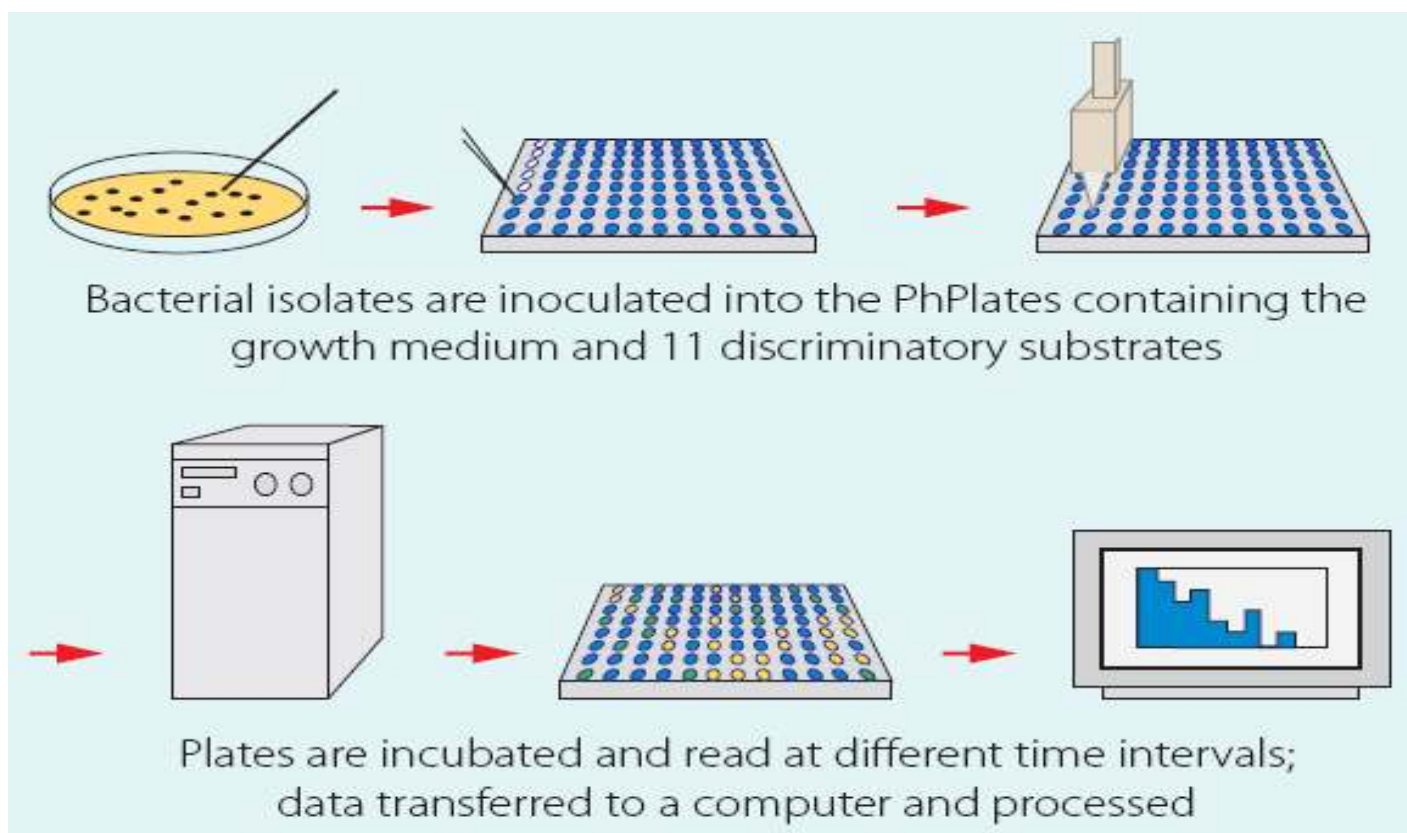 Bacterial isolates are inoculated into the PhPlates containing the
growth medium and 11 discriminatory substrates
Plates are incubated and read at different time intervals;
data transferred to a computer and processed